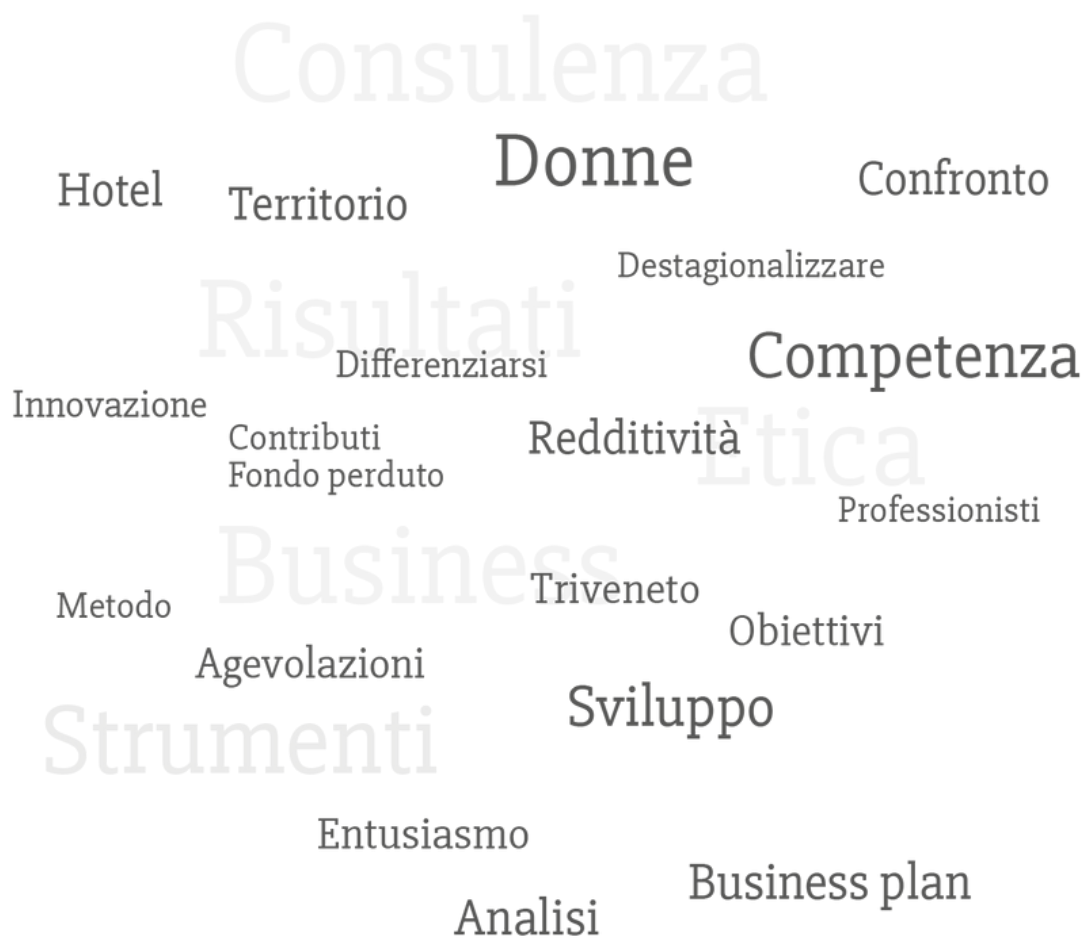 Consulenza
Donne
Hotel
Territorio
Confronto
Destagionalizzare
Risultati
Differenziarsi
Competenza
Innovazione
Contributi
Fondo perduto
Redditività
Etica
Professionisti
Business
Triveneto
Metodo
Obiettivi
Agevolazioni
Sviluppo
Strumenti
Entusiasmo
Business plan
Analisi